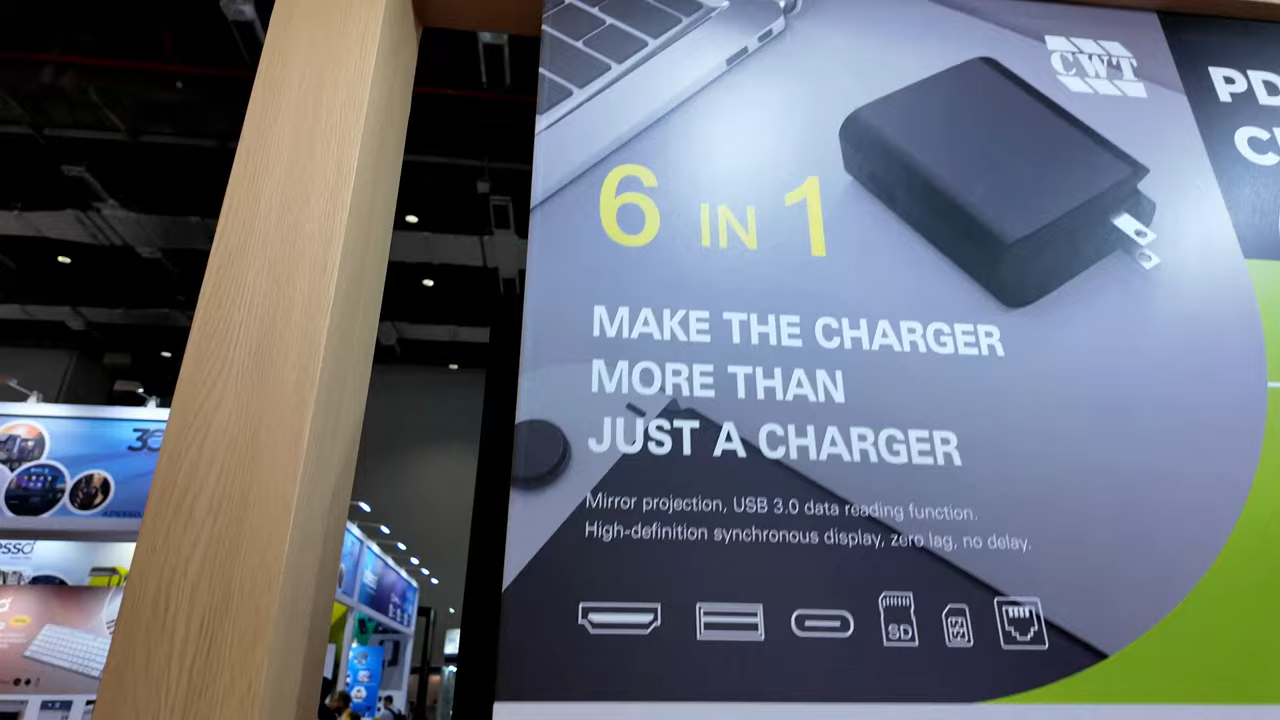 CWT
PD
6 IN 1
MAKE THE CHARGER
MORE THAN
JUST A CHARGER
Mirror projection, USB 3.0 data reading function.
High-definition synchronous display, zero lag, no delay.
SD